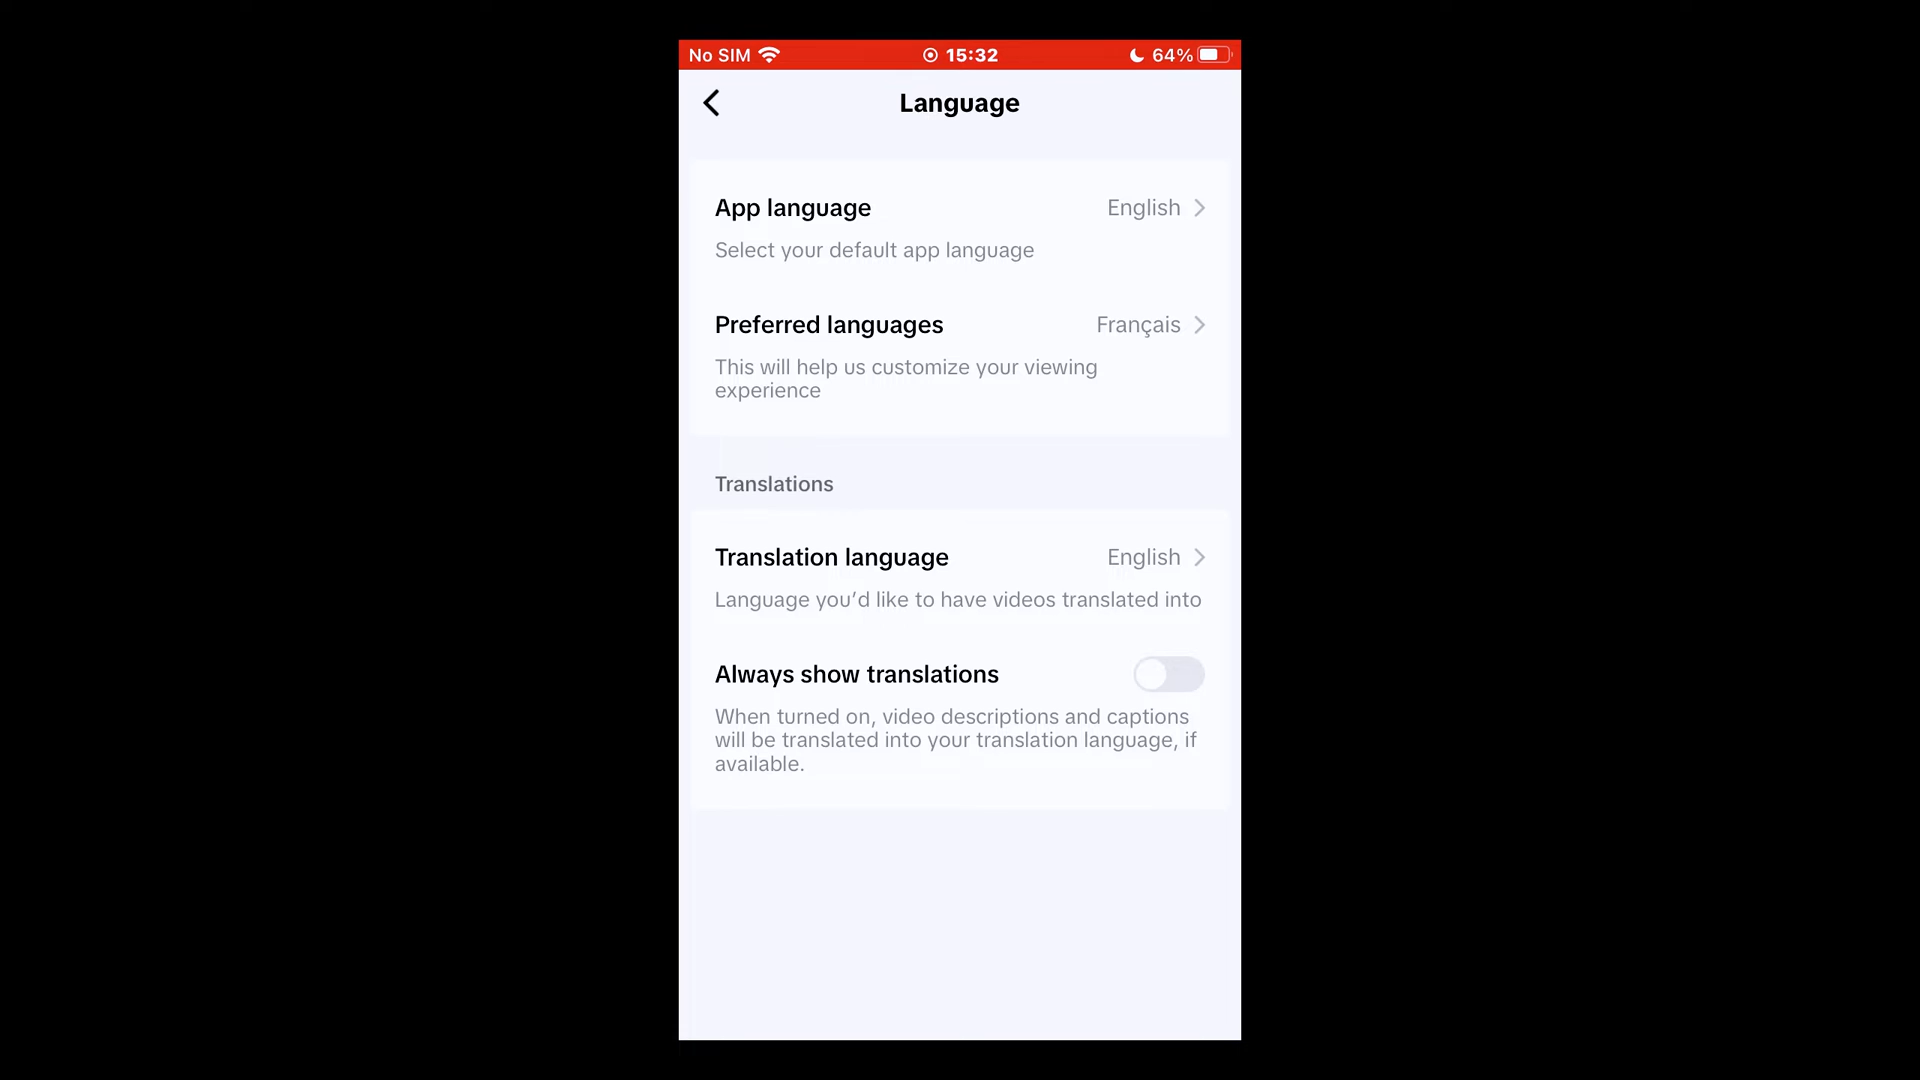 No SIM 15:32 64%
Language
App language English
Select your default app language
Preferred languages Français
This will help us customize your viewing
experience
Translations
Translation language English
Language you’d like to have videos translated into
Always show translations
When turned on, video descriptions and captions
will be translated into your translation language, if
available.